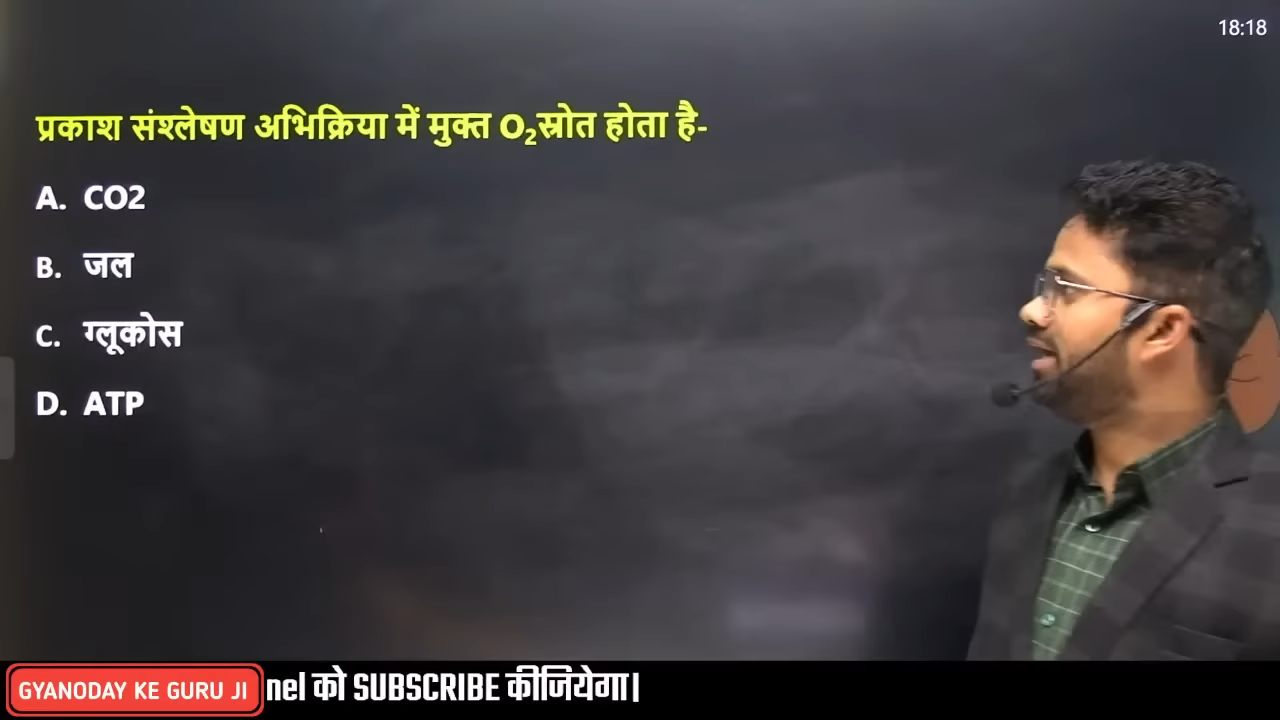 18:18
प्रकाश संश्लेषण अभिक्रिया में मुक्त O₂स्रोत होता है-
A. CO2
B. जल
C. ग्लूकोस
D. ATP
GYANODAY KE GURU JI nel को SUBSCRIBE कीजियेगा|